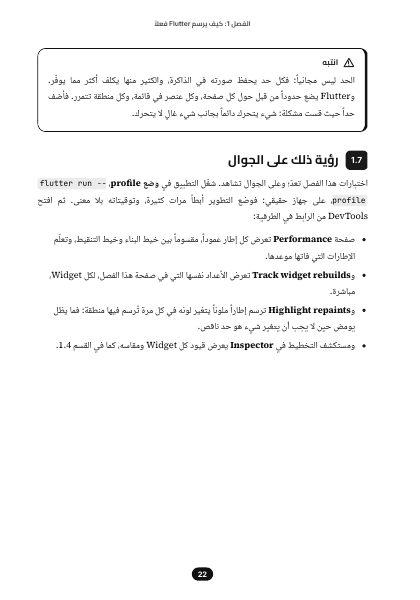 الفصل 1: كيف يرسم Flutter فعلاً
انتبه
الحد ليس مجانياً: فكل حد يحفظ صورته في الذاكرة، والكثير منها يكلف أكثر مما يوفّر.
وFlutter يضع حدوداً من قبل حول كل صفحة، وكل عنصر في قائمة، وكل منطقة تتمرر. فأضف
حداً حيث قست مشكلة: شيء يتحرك دائماً بجانب شيء غالٍ لا يتحرك.
1.7 رؤية ذلك على الجوال
اختبارات هذا الفصل تعدّ؛ وعلى الجوال تشاهد. شغّل التطبيق في وضع profile، flutter run --
profile، على جهاز حقيقي: فوضع التطوير أبطأ مرات كثيرة، وتوقيتاته بلا معنى. ثم افتح
DevTools من الرابط في الطرفية:
• صفحة Performance تعرض كل إطار عموداً، مقسوماً بين خيط البناء وخيط التنقيط، وتعلّم
الإطارات التي فاتها موعدها.
• وTrack widget rebuilds تعرض الأعداد نفسها التي في صفحة هذا الفصل، لكل Widget،
مباشرة.
• وHighlight repaints ترسم إطاراً ملوناً يتغير لونه في كل مرة تُرسم فيها منطقة: فما يظل
يومض حين لا يجب أن يتغير شيء هو حد ناقص.
• ومستكشف التخطيط في Inspector يعرض قيود كل Widget ومقاسه، كما في القسم 1.4.
22